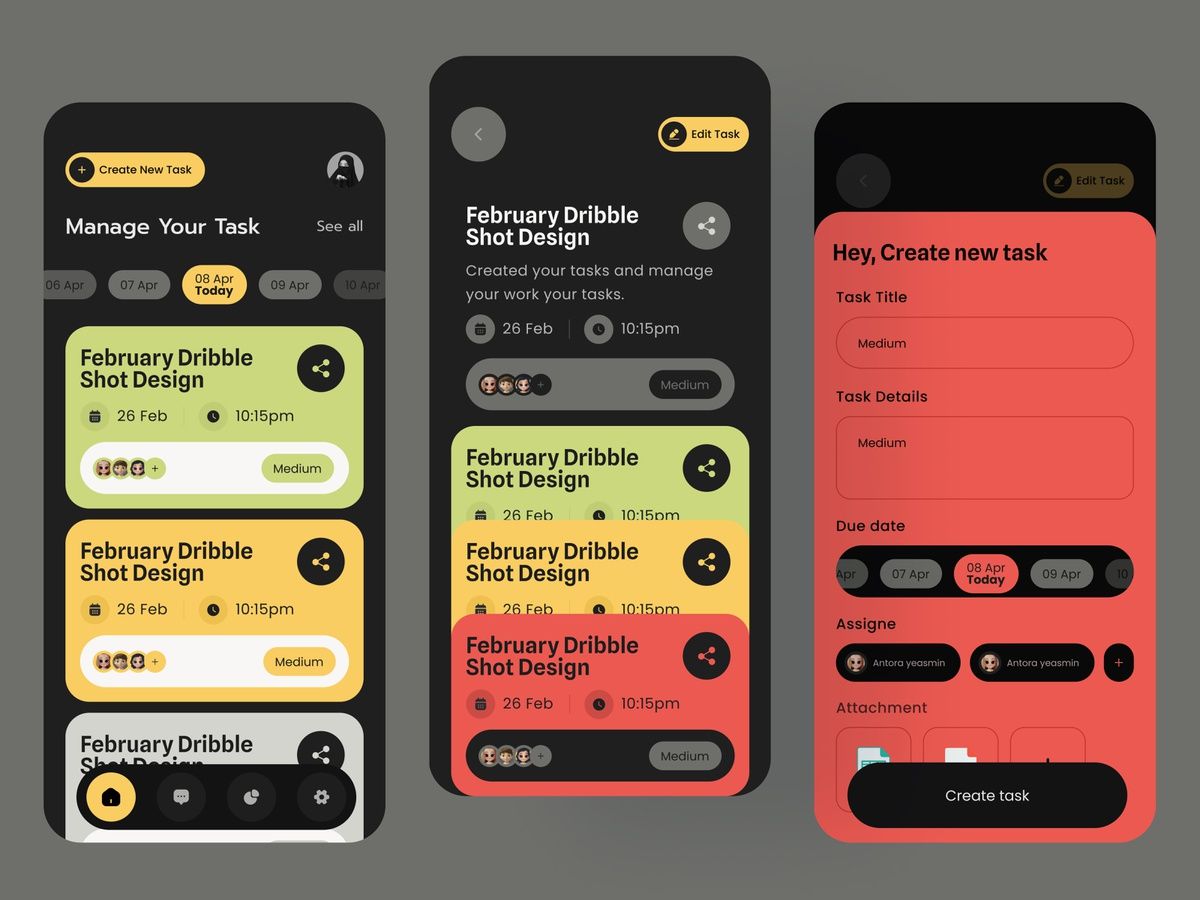 Create New Task
Manage Your Task
See all
06 Apr
07 Apr
08 Apr
Today
09 Apr
10 Apr
February Dribble
Shot Design
26 Feb
10:15pm
+
Medium
February Dribble
Shot Design
26 Feb
10:15pm
+
Medium
February Dribble
Shot Design
Edit Task
February Dribble
Shot Design
Created your tasks and manage
your work your tasks.
26 Feb
10:15pm
+
Medium
February Dribble
Shot Design
26 Feb
10:15pm
February Dribble
Shot Design
26 Feb
10:15pm
February Dribble
Shot Design
26 Feb
10:15pm
+
Medium
Edit Task
Hey, Create new task
Task Title
Medium
Task Details
Medium
Due date
Apr
07 Apr
08 Apr
Today
09 Apr
10
Assigne
Antora yeasmin
Antora yeasmin
+
Attachment
Create task